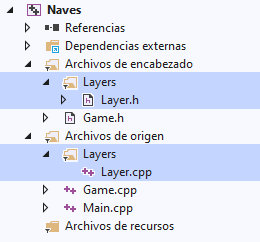 Naves
Referencias
Dependencias externas
Archivos de encabezado
Layers
Layer.h
Game.h
Archivos de origen
Layers
Layer.cpp
Game.cpp
Main.cpp
Archivos de recursos